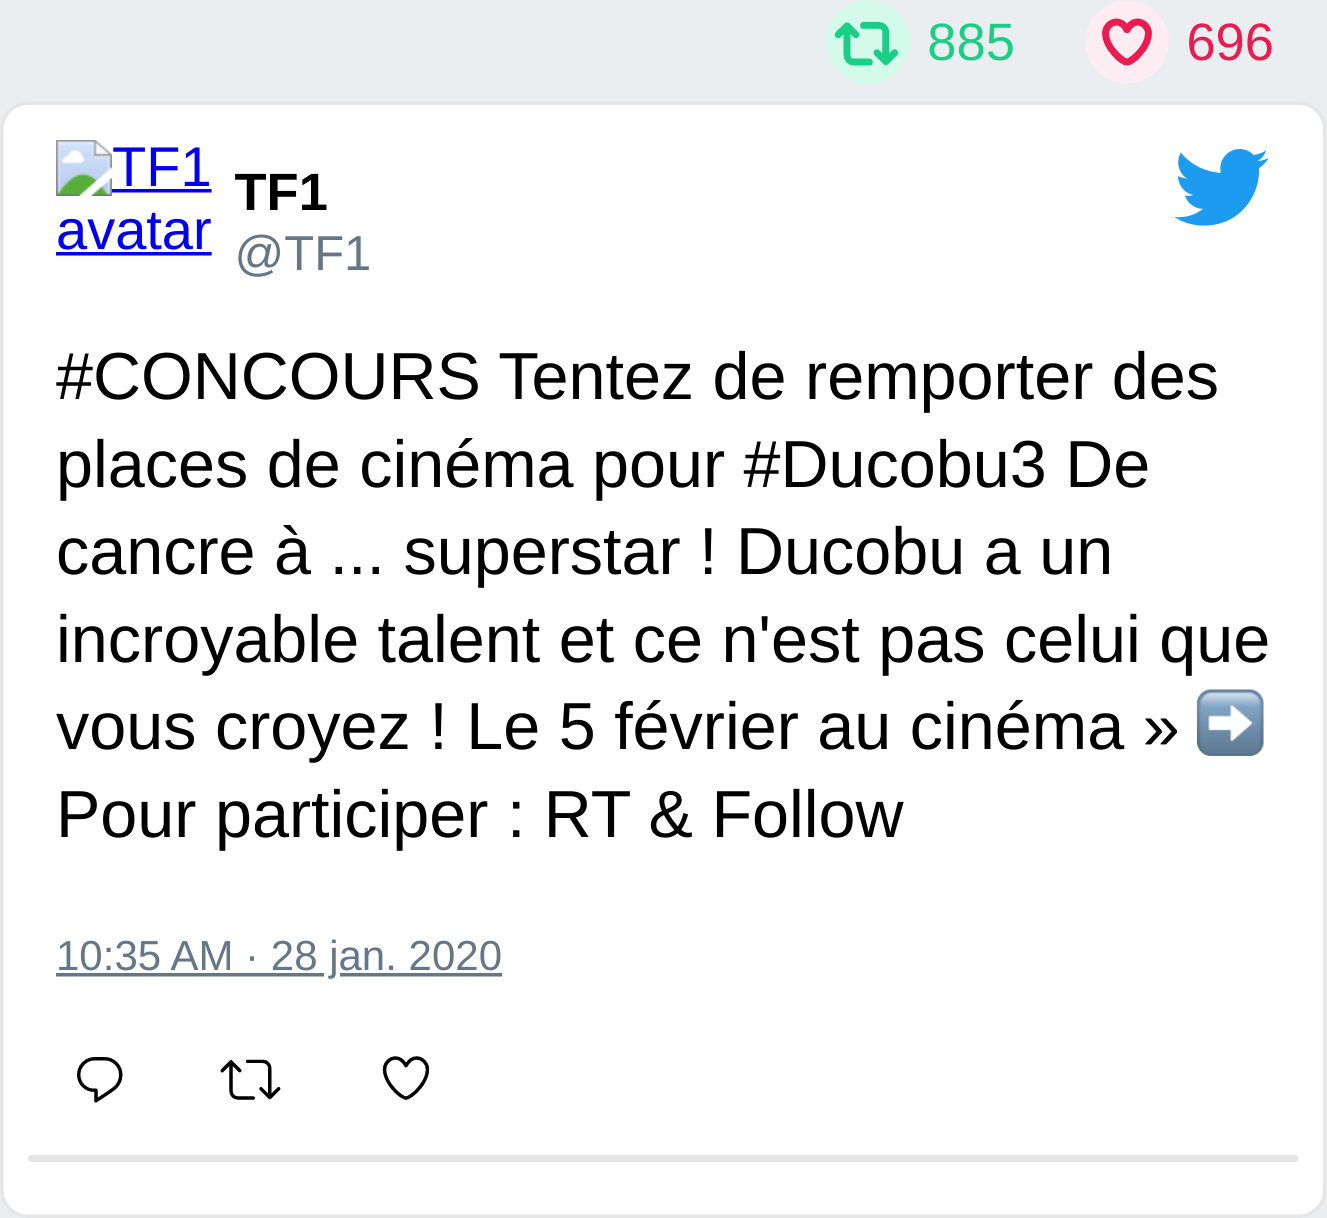 885 696
TF1 avatar
TF1
@TF1
#CONCOURS Tentez de remporter des
places de cinéma pour #Ducobu3 De
cancre à ... superstar ! Ducobu a un
incroyable talent et ce n'est pas celui que
vous croyez ! Le 5 février au cinéma » ➡️
Pour participer : RT & Follow
10:35 AM · 28 jan. 2020